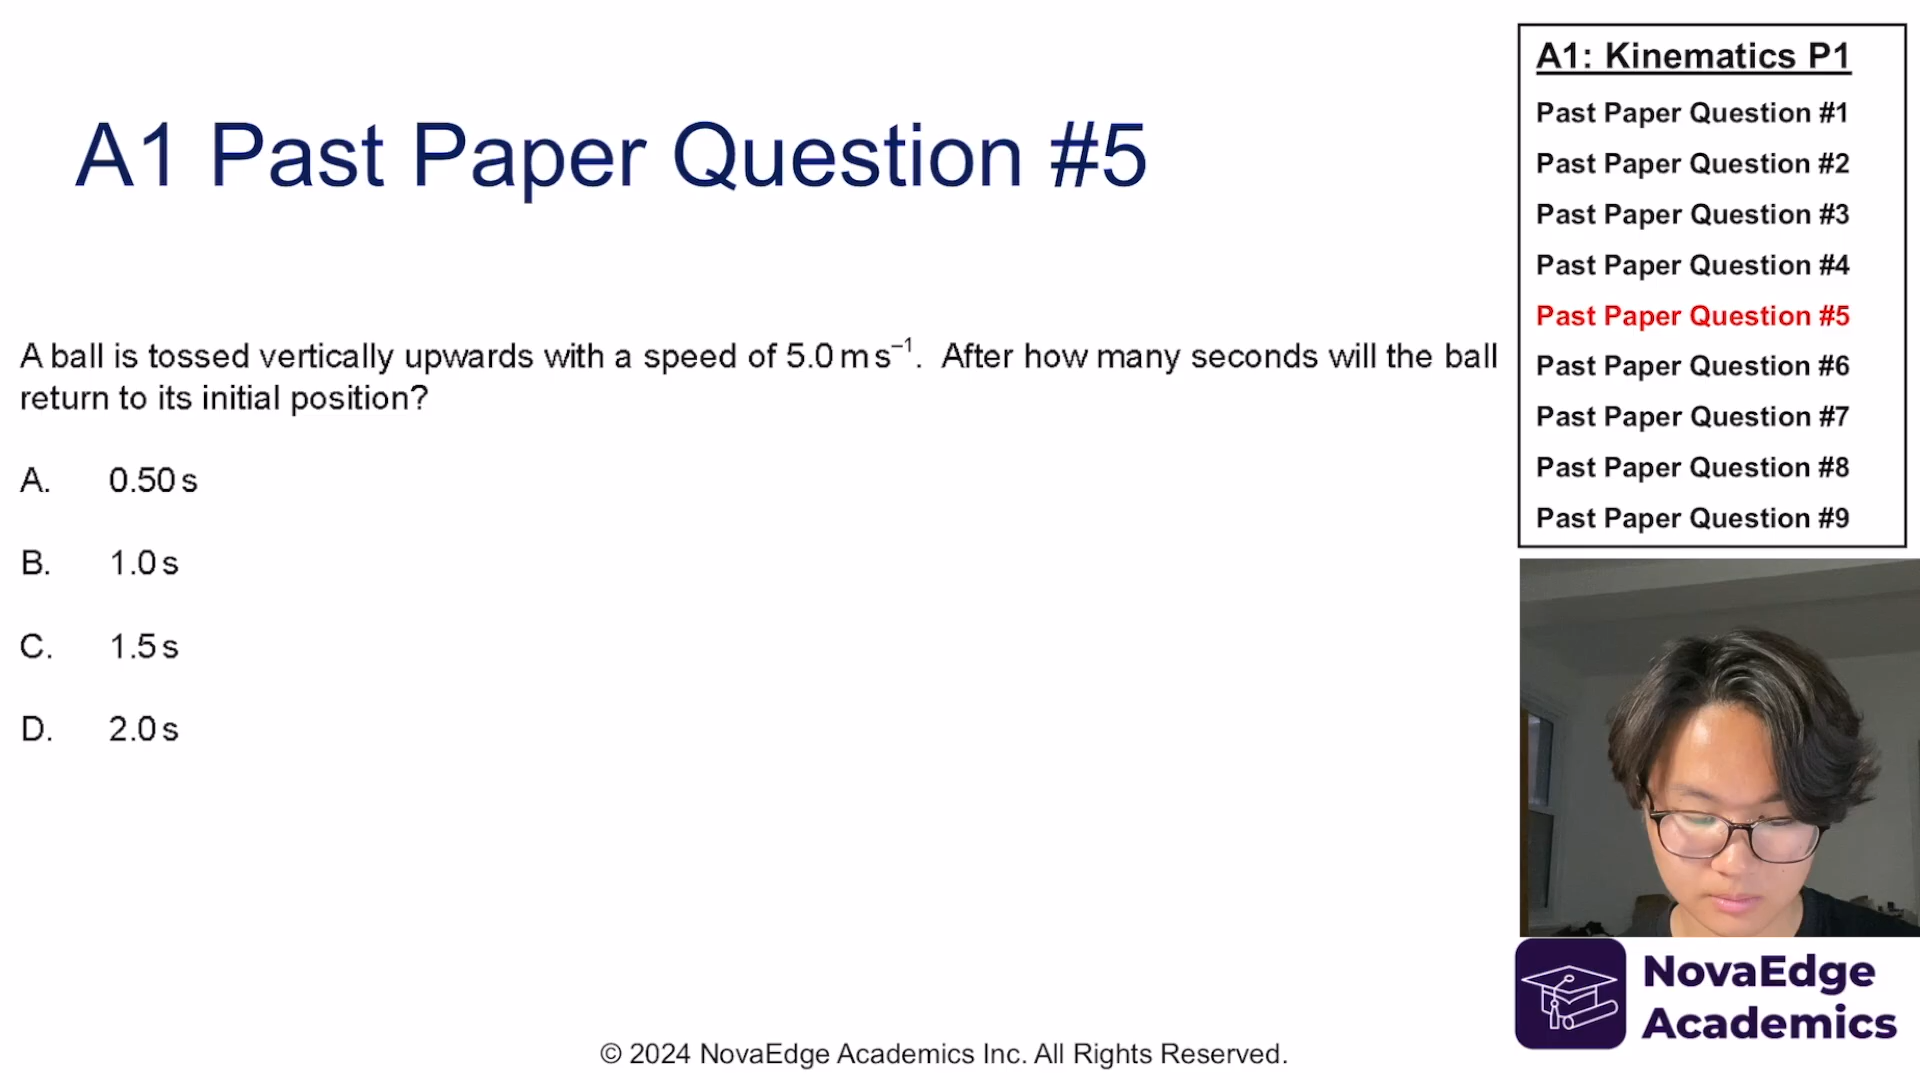 A1 Past Paper Question #5
A ball is tossed vertically upwards with a speed of 5.0 m s⁻¹. After how many seconds will the ball
return to its initial position?
A. 0.50 s
B. 1.0 s
C. 1.5 s
D. 2.0 s
A1: Kinematics P1
Past Paper Question #1
Past Paper Question #2
Past Paper Question #3
Past Paper Question #4
Past Paper Question #5
Past Paper Question #6
Past Paper Question #7
Past Paper Question #8
Past Paper Question #9
NovaEdge
Academics
© 2024 NovaEdge Academics Inc. All Rights Reserved.